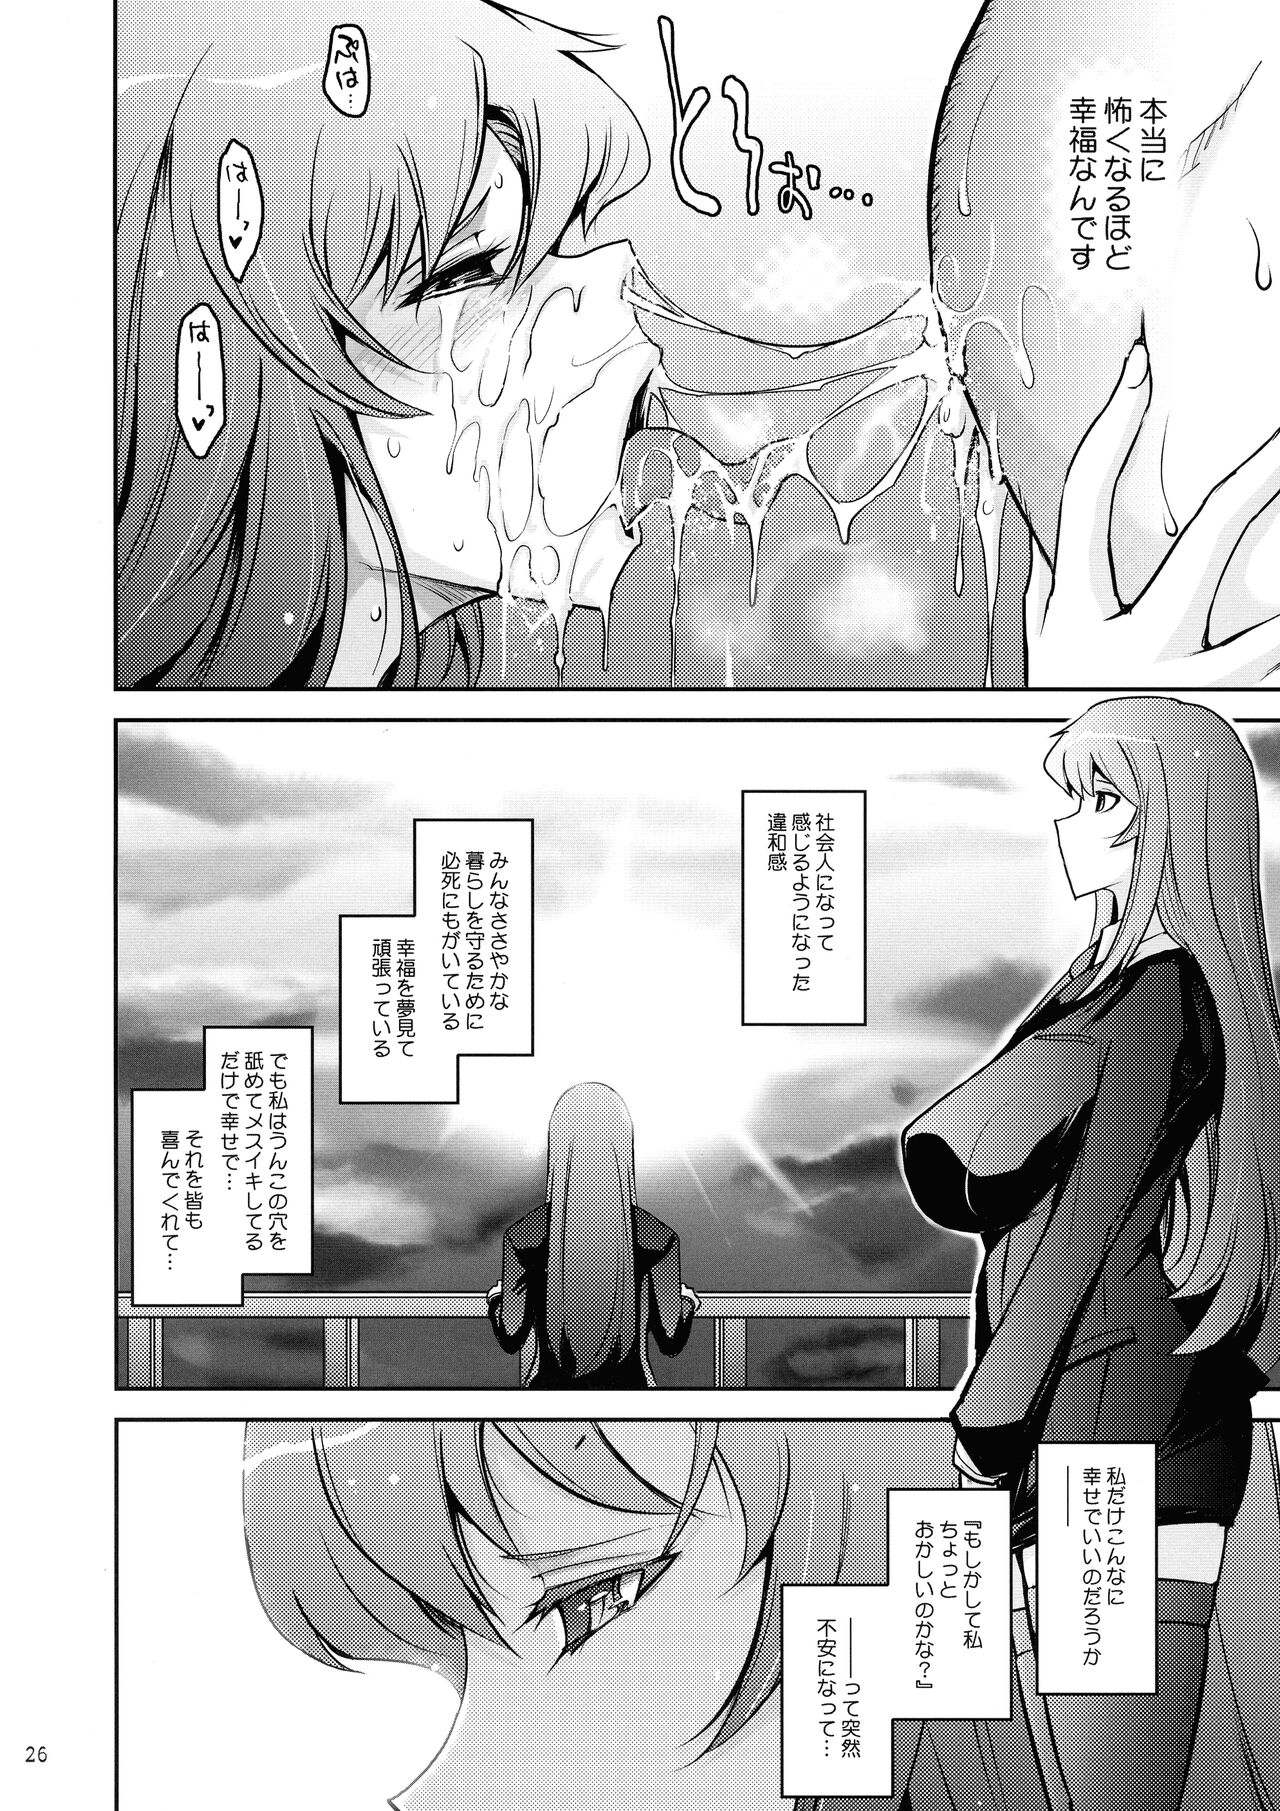 本当に
怖くなるほど
幸福なんです
とろぉ…
ぷは…
はーっ♥
はーっ♥
社会人になって
感じるようになった
違和感
みんなささやかな
暮らしを守るために
必死にもがいている
幸福を夢見て
頑張っている
でも私はうんこの穴を
舐めてメスイキしてる
だけで幸せで…
それを皆も
喜んでくれて…
私だけこんなに
幸せでいいのだろうか
――
『もしかして私
ちょっと
おかしいのかな?』
――って突然
不安になって…
26